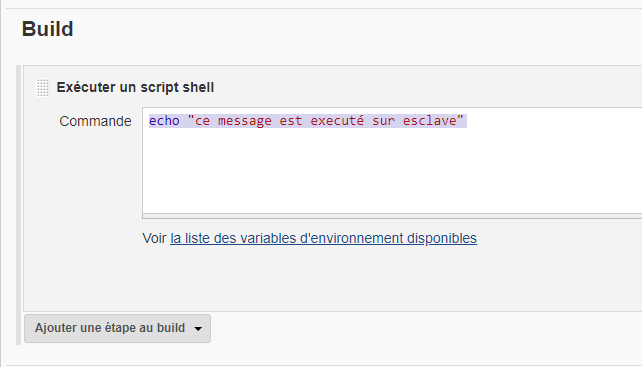 Build
Exécuter un script shell
Commande
echo "ce message est executé sur esclave"
Voir la liste des variables d'environnement disponibles
Ajouter une étape au build